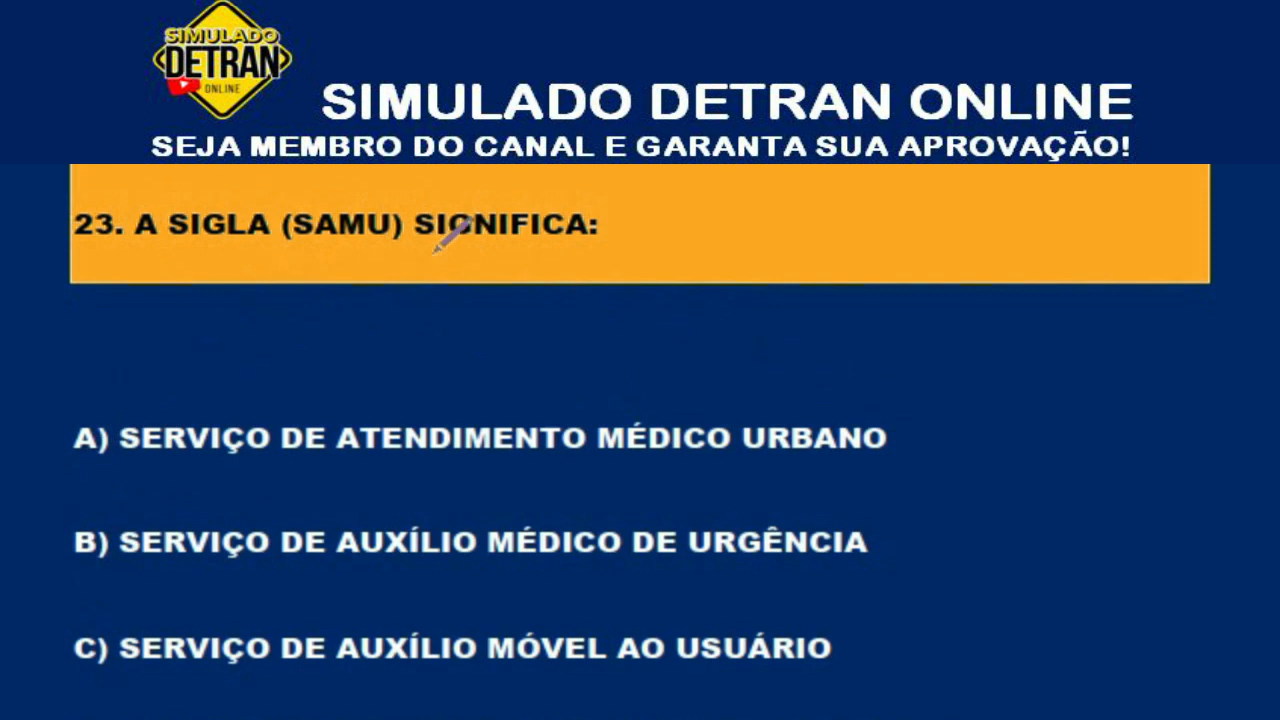 SIMULADO
DETRAN
ONLINE
SIMULADO DETRAN ONLINE
SEJA MEMBRO DO CANAL E GARANTA SUA APROVAÇÃO!
23. A SIGLA (SAMU) SIGNIFICA:
A) SERVIÇO DE ATENDIMENTO MÉDICO URBANO
B) SERVIÇO DE AUXÍLIO MÉDICO DE URGÊNCIA
C) SERVIÇO DE AUXÍLIO MÓVEL AO USUÁRIO